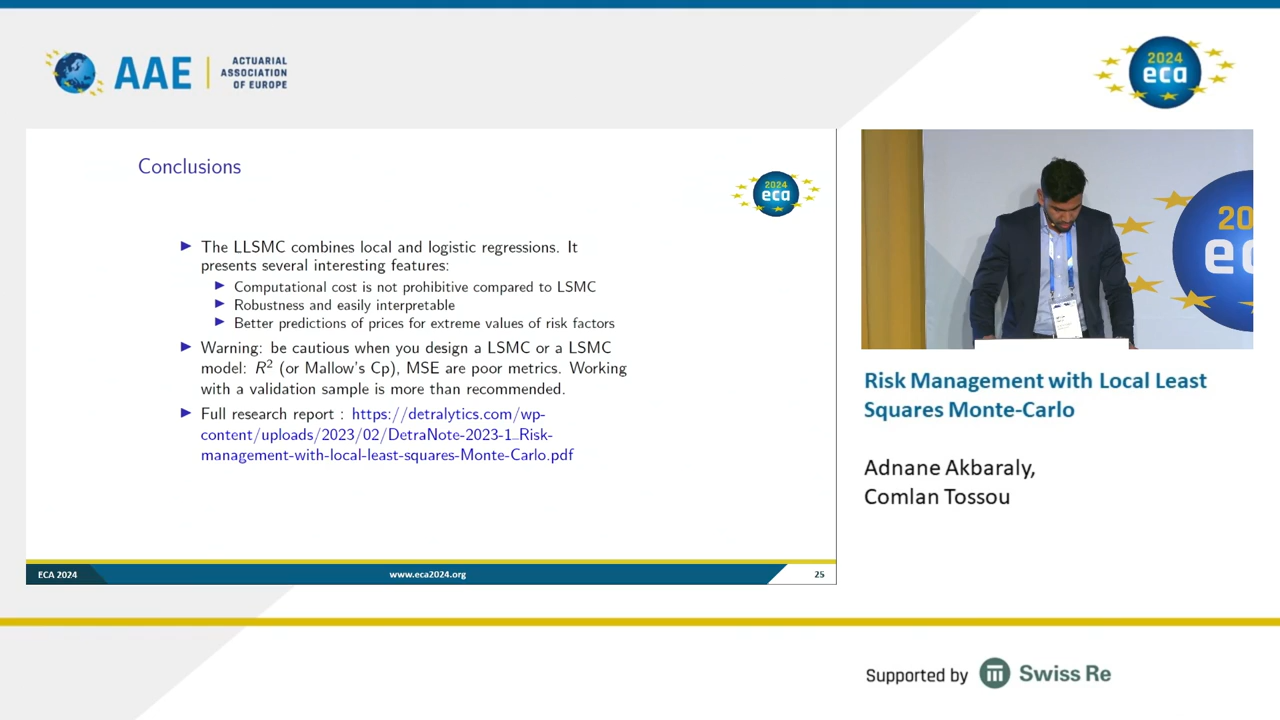 AAE
ACTUARIAL
ASSOCIATION
OF EUROPE
2024
eca
Conclusions
2024
eca
▶ The LLSMC combines local and logistic regressions. It
presents several interesting features:
▶ Computational cost is not prohibitive compared to LSMC
▶ Robustness and easily interpretable
▶ Better predictions of prices for extreme values of risk factors
▶ Warning: be cautious when you design a LSMC or a LSMC
model: R² (or Mallow's Cp), MSE are poor metrics. Working
with a validation sample is more than recommended.
▶ Full research report : https://detralytics.com/wp-
content/uploads/2023/02/DetraNote-2023-1_Risk-
management-with-local-least-squares-Monte-Carlo.pdf
ECA 2024
www.eca2024.org
25
20
ec
Risk Management with Local Least
Squares Monte-Carlo
Adnane Akbaraly,
Comlan Tossou
Supported by
Swiss Re